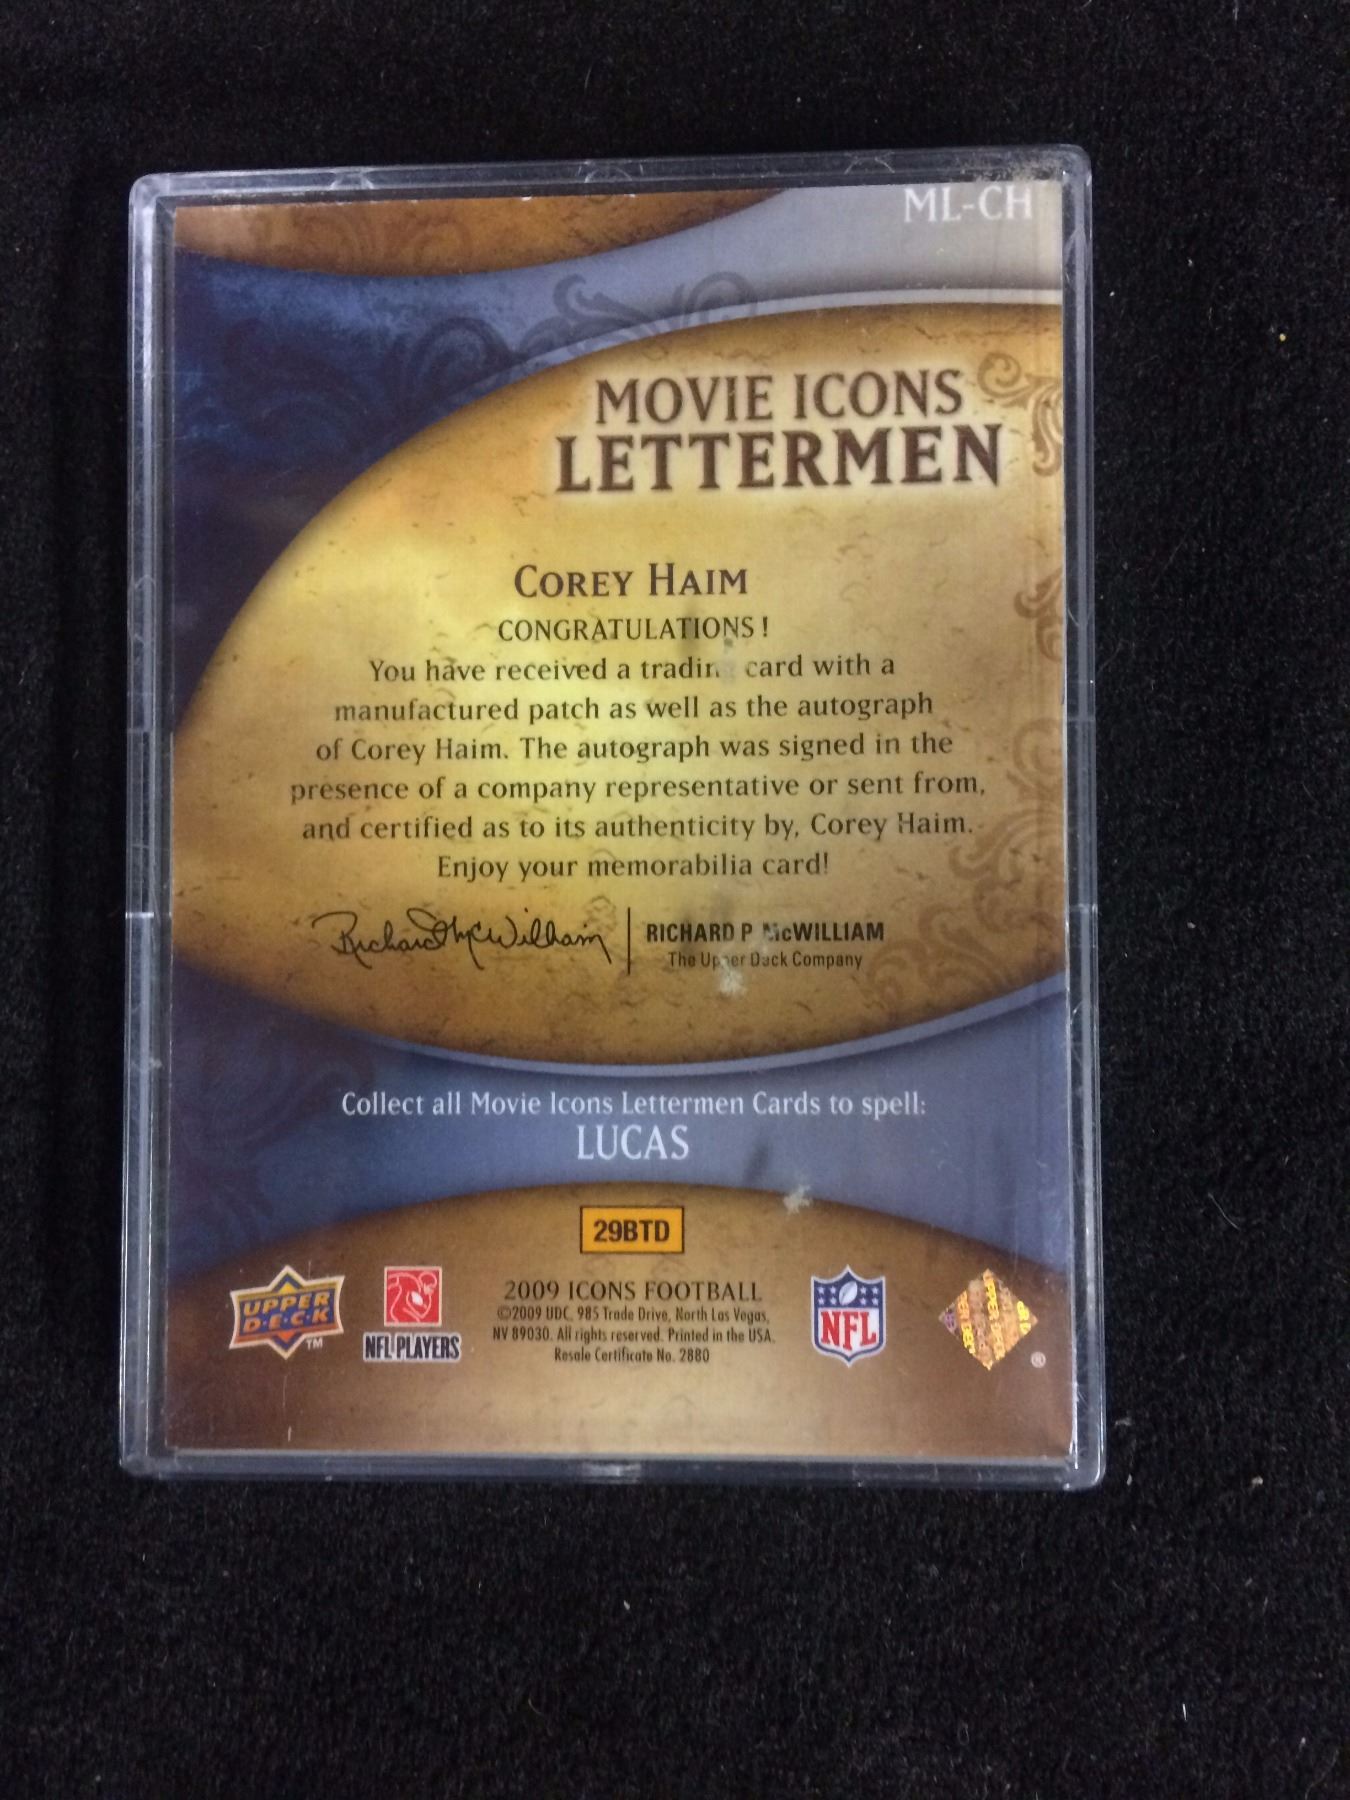 ML-CH
MOVIE ICONS
LETTERMEN
COREY HAIM
CONGRATULATIONS!
You have received a tradin card with a
manufactured patch as well as the autograph
of Corey Haim. The autograph was signed in the
presence of a company representative or sent from,
and certified as to its authenticity by, Corey Haim.
Enjoy your memorabilia card!
Richard McWilliam
RICHARD P McWILLIAM
The Upper Deck Company
Collect all Movie Icons Lettermen Cards to spell:
LUCAS
29BTD
UPPER
DECK
TM
NFL PLAYERS
2009 ICONS FOOTBALL
©2009 UDC, 985 Trade Drive, North Las Vegas,
NV 89030. All rights reserved. Printed in the USA.
Resale Certificate No. 2880
NFL
®